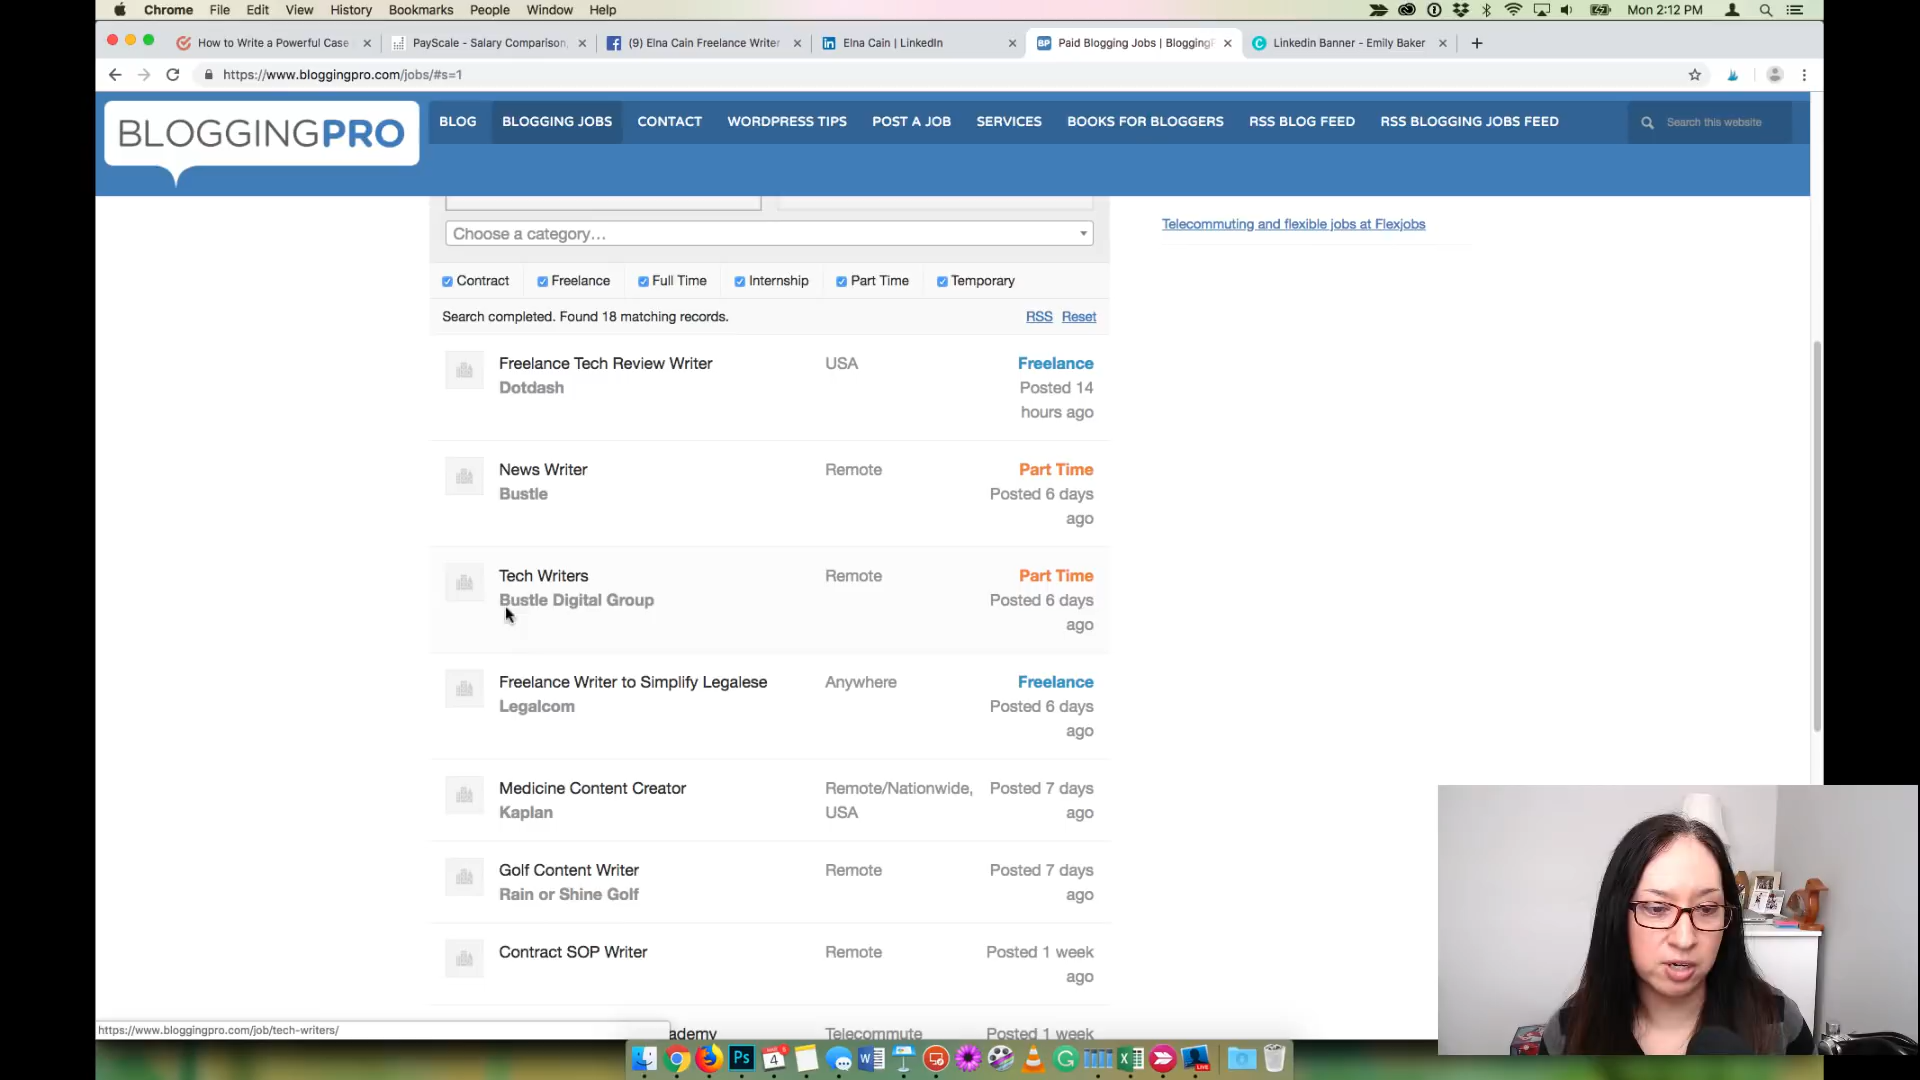 Chrome File Edit View History Bookmarks People Window Help Mon 2:12 PM
How to Write a Powerful Case
PayScale - Salary Comparison,
(9) Elna Cain Freelance Writer
Elna Cain | LinkedIn
Paid Blogging Jobs | BloggingP
Linkedin Banner - Emily Baker
https://www.bloggingpro.com/jobs/#s=1
BLOGGINGPRO
BLOG BLOGGING JOBS CONTACT WORDPRESS TIPS POST A JOB SERVICES BOOKS FOR BLOGGERS RSS BLOG FEED RSS BLOGGING JOBS FEED
Search this website
Choose a category...
Telecommuting and flexible jobs at Flexjobs
Contract Freelance Full Time Internship Part Time Temporary
Search completed. Found 18 matching records. RSS Reset
Freelance Tech Review Writer USA Freelance
Dotdash Posted 14
hours ago
News Writer Remote Part Time
Bustle Posted 6 days
ago
Tech Writers Remote Part Time
Bustle Digital Group Posted 6 days
ago
Freelance Writer to Simplify Legalese Anywhere Freelance
Legalcom Posted 6 days
ago
Medicine Content Creator Remote/Nationwide, Posted 7 days
Kaplan USA ago
Golf Content Writer Remote Posted 7 days
Rain or Shine Golf ago
Contract SOP Writer Remote Posted 1 week
ago
ademy Telecommute Posted 1 week
https://www.bloggingpro.com/job/tech-writers/